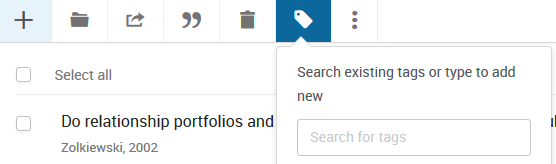 Select all
Search existing tags or type to add
new
Do relationship portfolios and
Search for tags
Zolkiewski, 2002